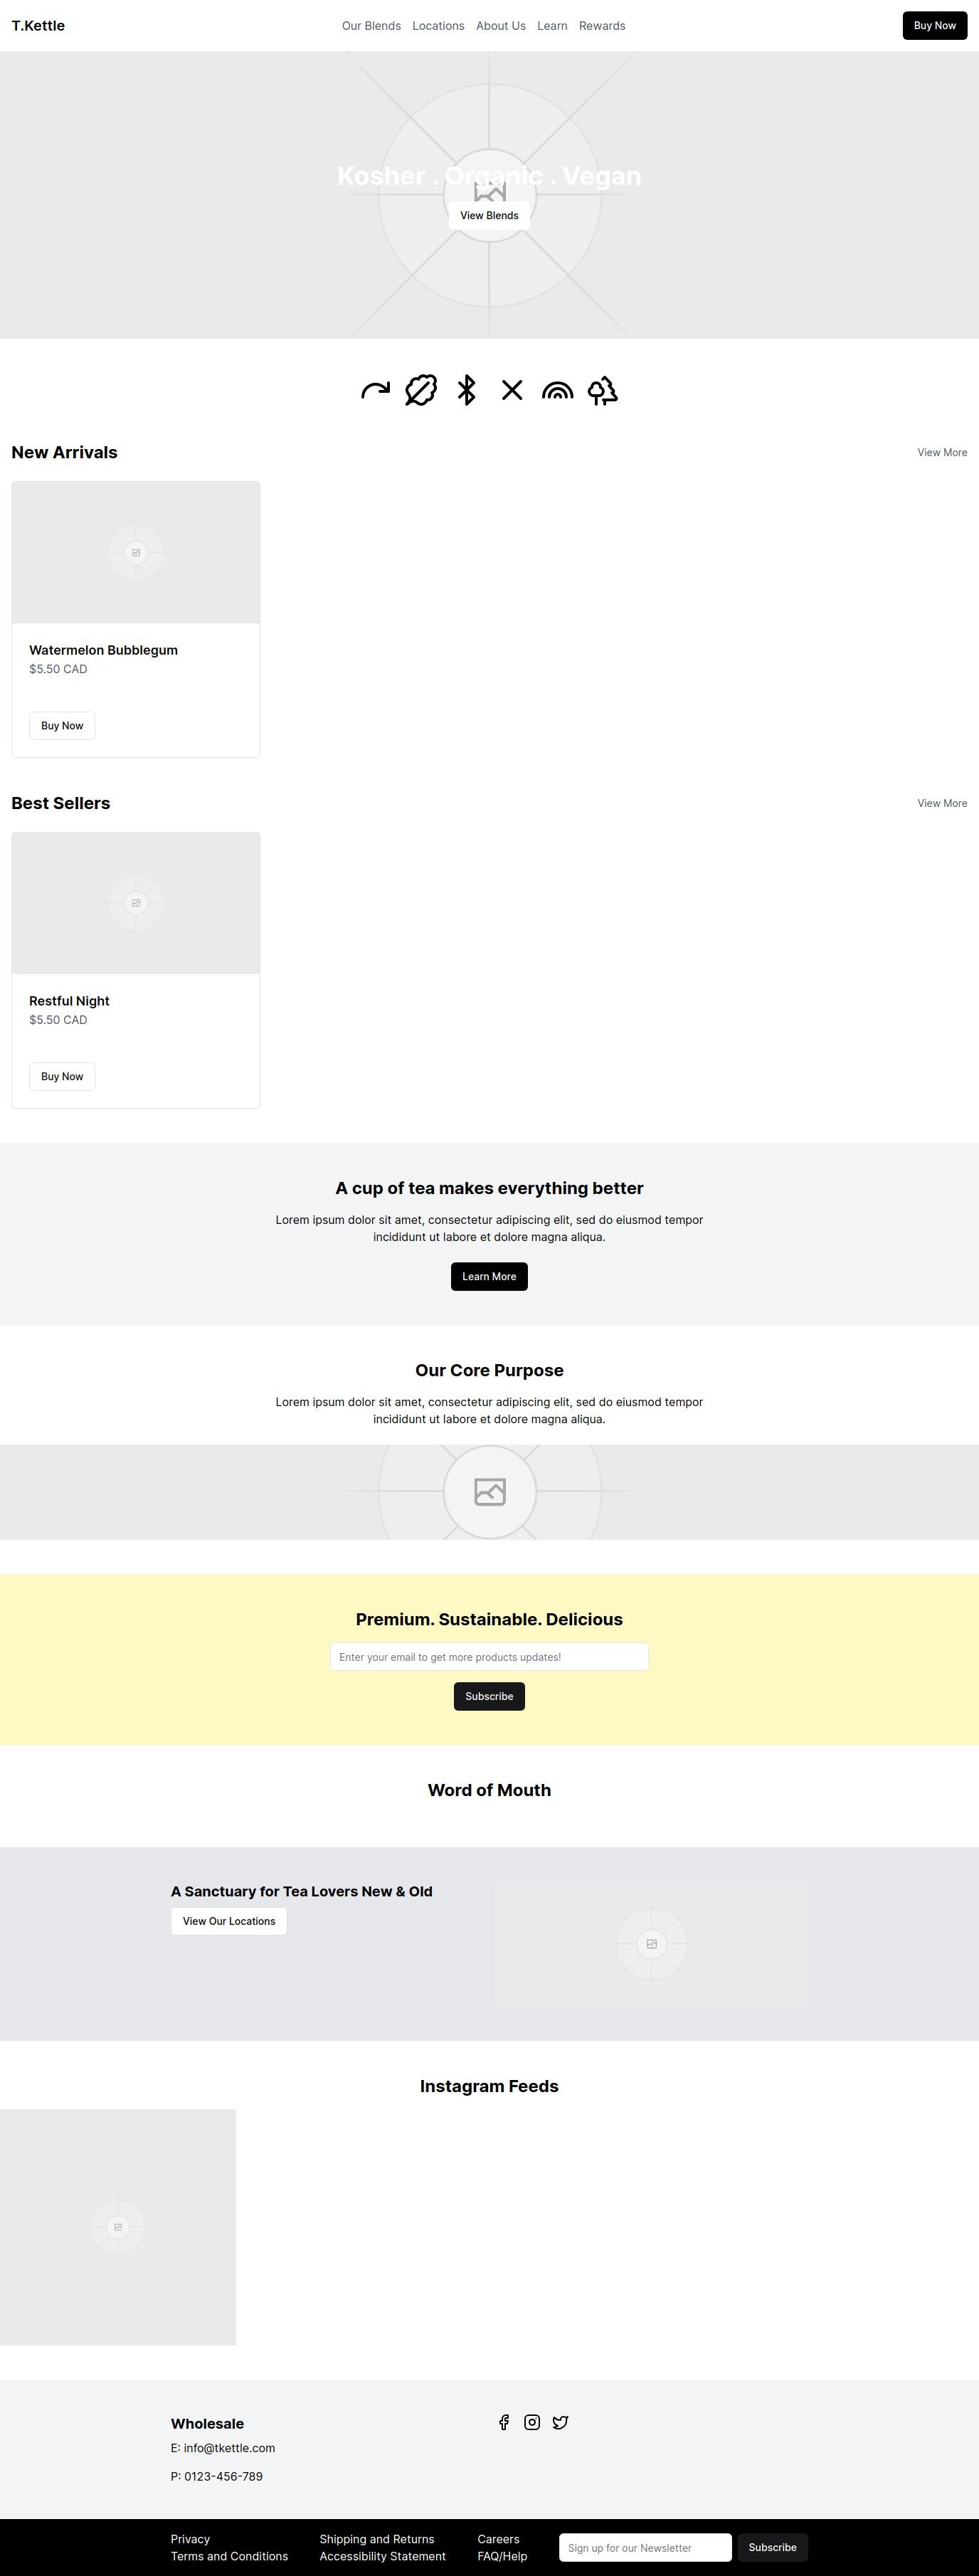 T.Kettle
Our Blends Locations About Us Learn Rewards
Buy Now
Kosher . Organic . Vegan
View Blends
New Arrivals
View More
Watermelon Bubblegum
$5.50 CAD
Buy Now
Best Sellers
View More
Restful Night
$5.50 CAD
Buy Now
A cup of tea makes everything better
Lorem ipsum dolor sit amet, consectetur adipiscing elit, sed do eiusmod tempor
incididunt ut labore et dolore magna aliqua.
Learn More
Our Core Purpose
Lorem ipsum dolor sit amet, consectetur adipiscing elit, sed do eiusmod tempor
incididunt ut labore et dolore magna aliqua.
Premium. Sustainable. Delicious
Enter your email to get more products updates!
Subscribe
Word of Mouth
A Sanctuary for Tea Lovers New & Old
View Our Locations
Instagram Feeds
Wholesale
E: info@tkettle.com
P: 0123-456-789
Privacy
Terms and Conditions
Shipping and Returns
Accessibility Statement
Careers
FAQ/Help
Sign up for our Newsletter
Subscribe